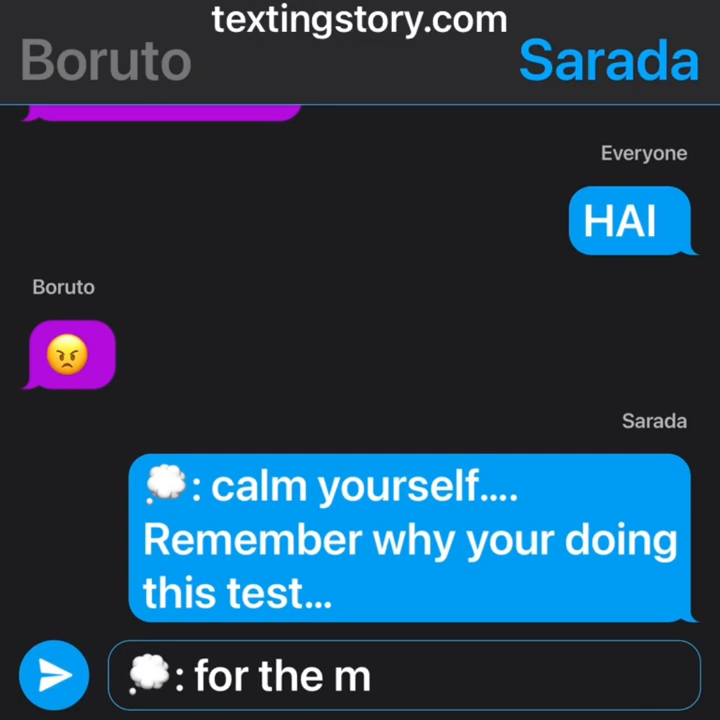 textingstory.com
Boruto
Sarada
Everyone
HAI
Boruto
😠
Sarada
💭: calm yourself....
Remember why your doing
this test...
💭: for the m